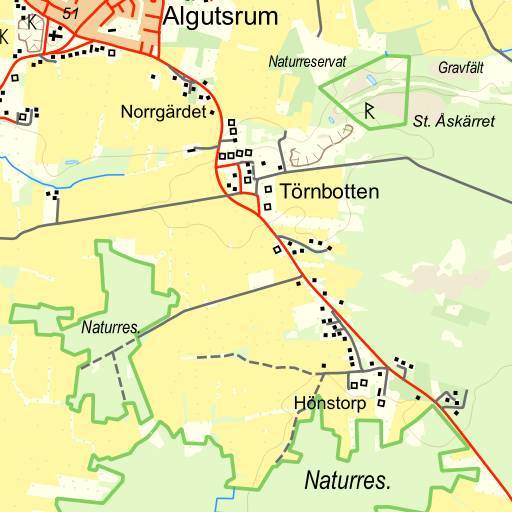 51
Algutsrum
K
K
Naturreservat
Gravfält
Norrgärdet
R
St. Åskärret
Törnbotten
Naturres.
Hönstorp
Naturres.